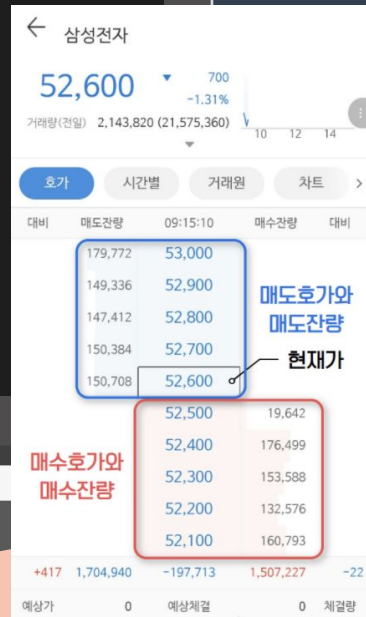 ← 삼성전자
52,600 ▼ 700
-1.31%
거래량(전일) 2,143,820 (21,575,360)
10 12 14
호가 시간별 거래원 차트 >
대비 매도잔량 09:15:10 매수잔량 대비
179,772 53,000
149,336 52,900
147,412 52,800
150,384 52,700
150,708 52,600
매도호가와
매도잔량
현재가
52,500 19,642
52,400 176,499
52,300 153,588
52,200 132,576
52,100 160,793
매수호가와
매수잔량
+417 1,704,940 -197,713 1,507,227 -22
예상가 0 예상체결 0 체결량